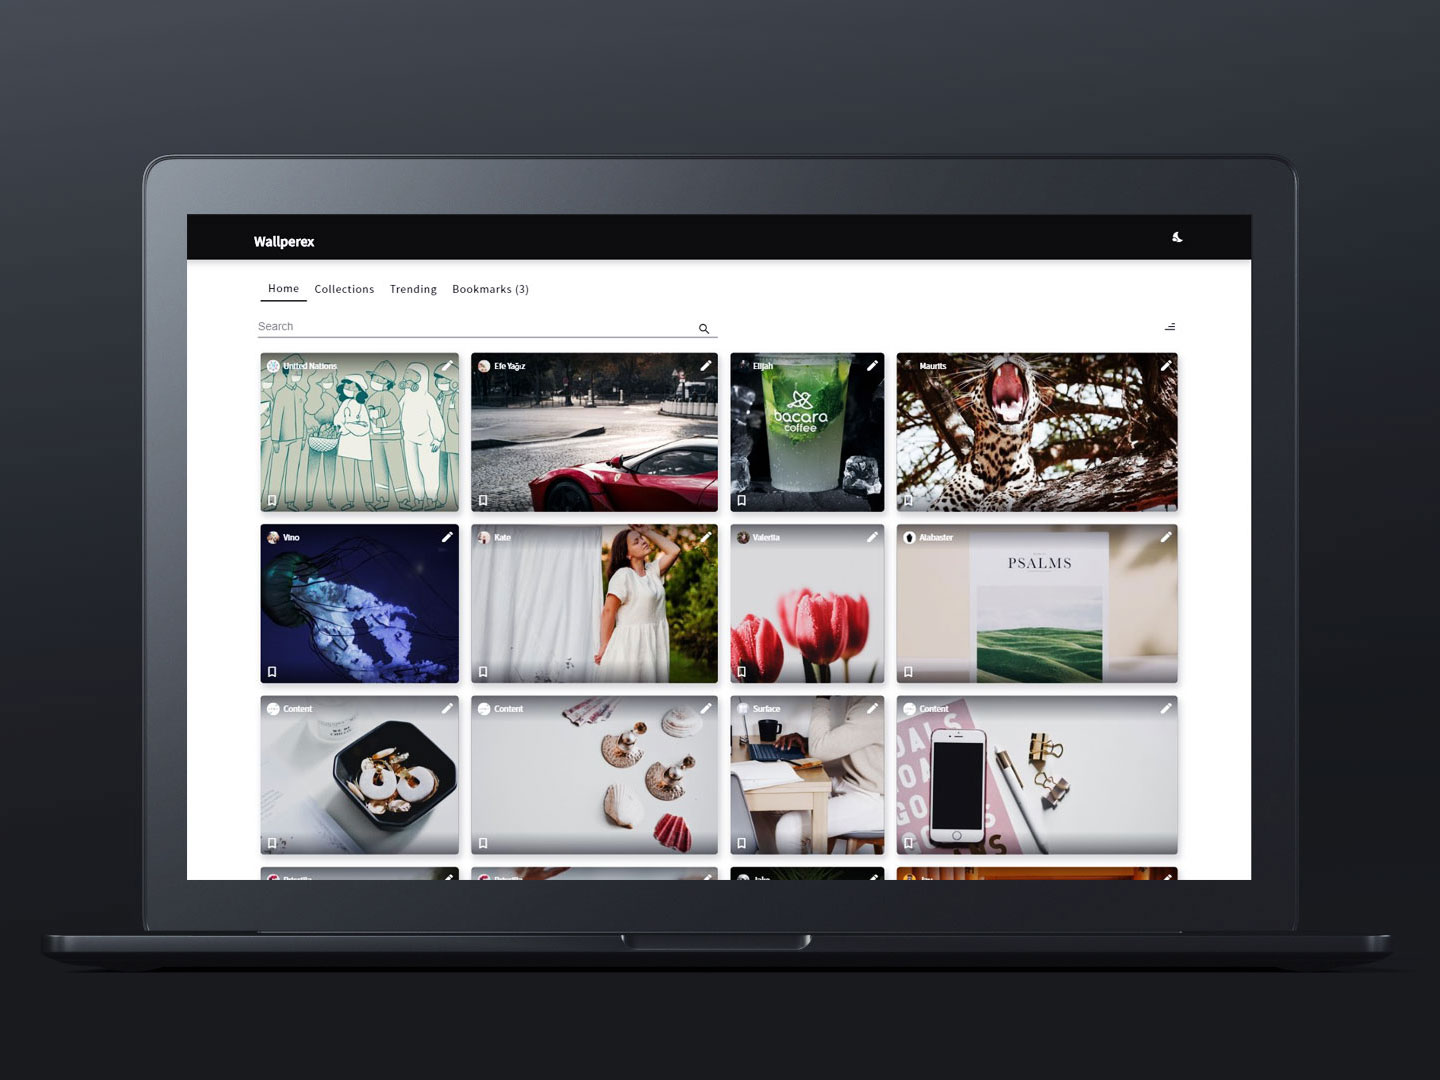 Wallperex
Home Collections Trending Bookmarks (3)
Search
United Nations
Efe Yağız
Elijah
Maurits
bacara
coffee
Vino
Kate
Valeriia
Alabaster
PSALMS
Content
Content
Surface
Content